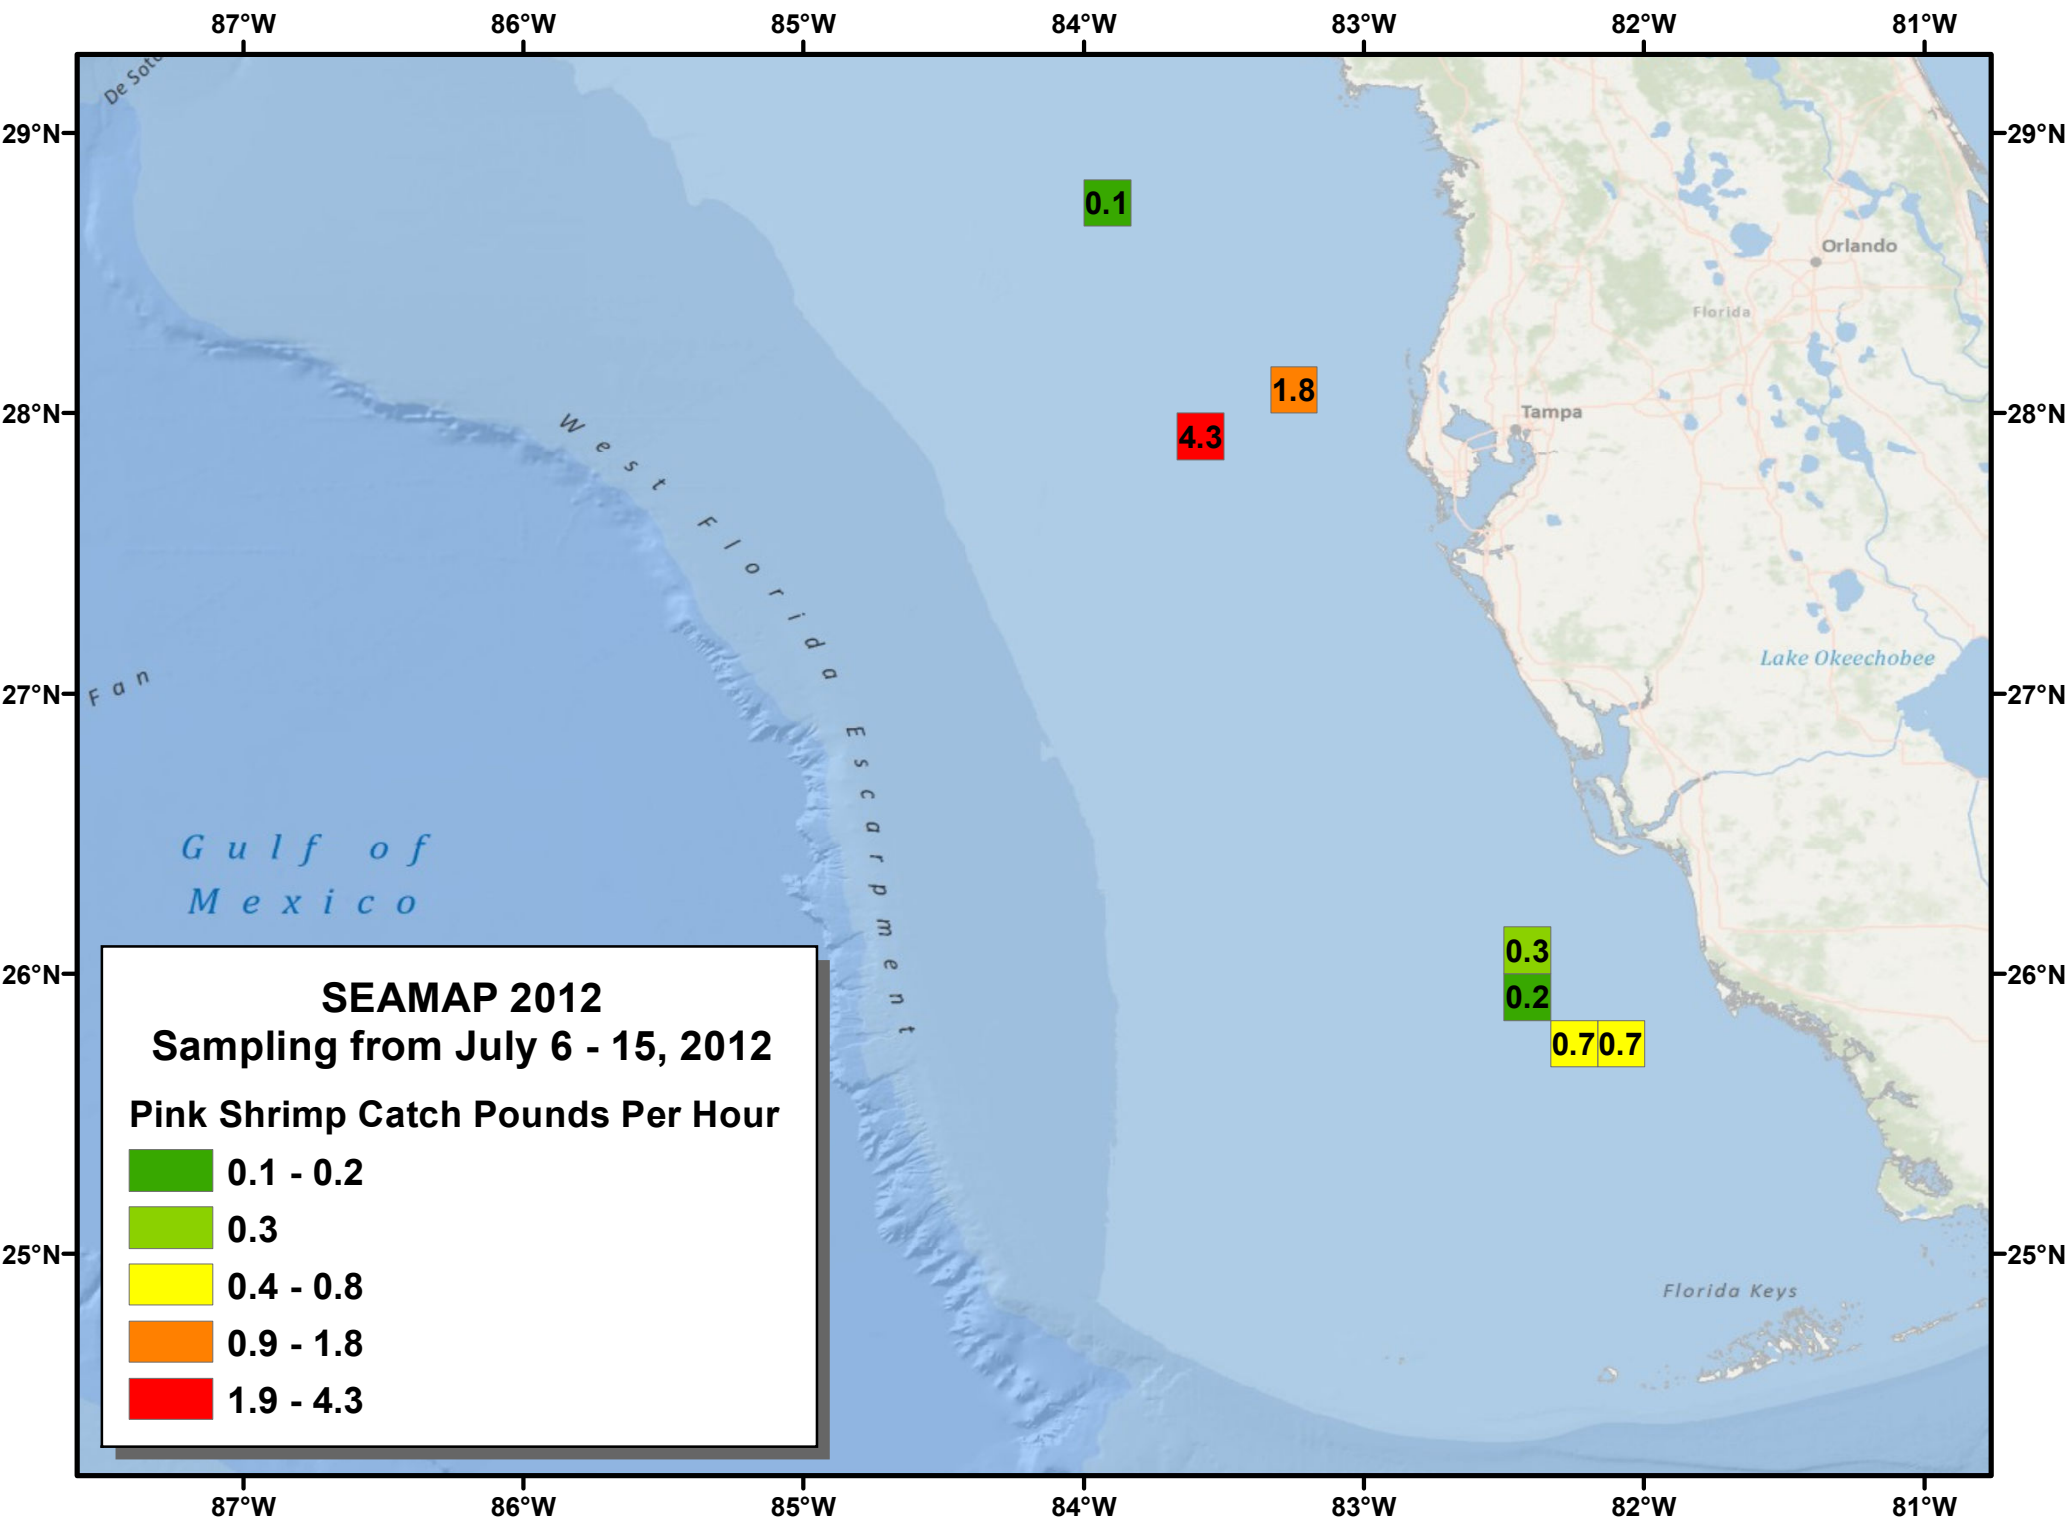 87°W 86°W 85°W 84°W 83°W 82°W 81°W
De Soto
29°N 29°N
0.1
Orlando
Florida
1.8
28°N 28°N
Tampa
4.3
West Florida Escarpment
Lake Okeechobee
27°N 27°N
Fan
Gulf of
Mexico
0.3
26°N 26°N
0.2
0.7 0.7
SEAMAP 2012
Sampling from July 6 - 15, 2012
Pink Shrimp Catch Pounds Per Hour
0.1 - 0.2
0.3
0.4 - 0.8
0.9 - 1.8
1.9 - 4.3
25°N 25°N
Florida Keys
87°W 86°W 85°W 84°W 83°W 82°W 81°W